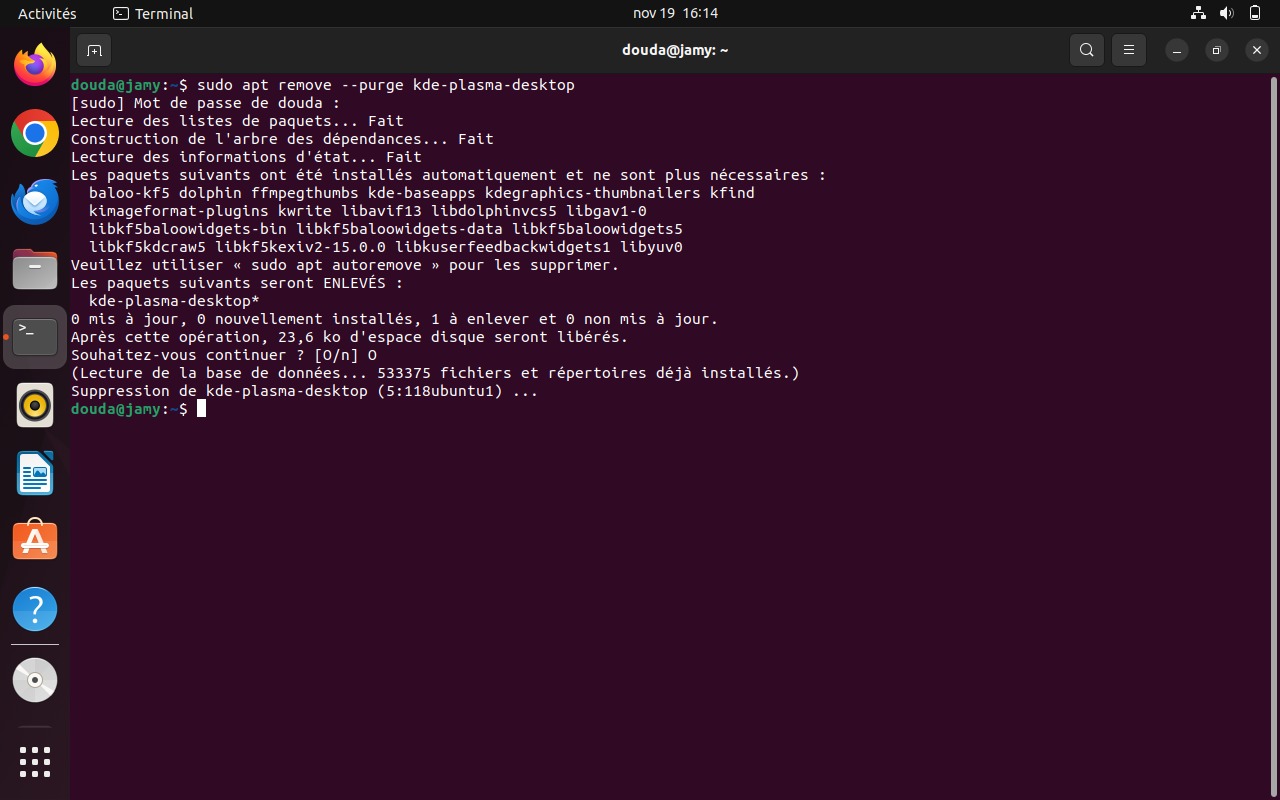 Activités
Terminal
nov 19 16:14
douda@jamy: ~
douda@jamy:~$ sudo apt remove --purge kde-plasma-desktop
[sudo] Mot de passe de douda :
Lecture des listes de paquets... Fait
Construction de l'arbre des dépendances... Fait
Lecture des informations d'état... Fait
Les paquets suivants ont été installés automatiquement et ne sont plus nécessaires :
baloo-kf5 dolphin ffmpegthumbs kde-baseapps kdegraphics-thumbnailers kfind
kimageformat-plugins kwrite libavif13 libdolphinvcs5 libgav1-0
libkf5baloowidgets-bin libkf5baloowidgets-data libkf5baloowidgets5
libkf5kdcraw5 libkf5kexiv2-15.0.0 libkuserfeedbackwidgets1 libyuv0
Veuillez utiliser « sudo apt autoremove » pour les supprimer.
Les paquets suivants seront ENLEVÉS :
kde-plasma-desktop*
0 mis à jour, 0 nouvellement installés, 1 à enlever et 0 non mis à jour.
Après cette opération, 23,6 ko d'espace disque seront libérés.
Souhaitez-vous continuer ? [O/n] O
(Lecture de la base de données... 533375 fichiers et répertoires déjà installés.)
Suppression de kde-plasma-desktop (5:118ubuntu1) ...
douda@jamy:~$